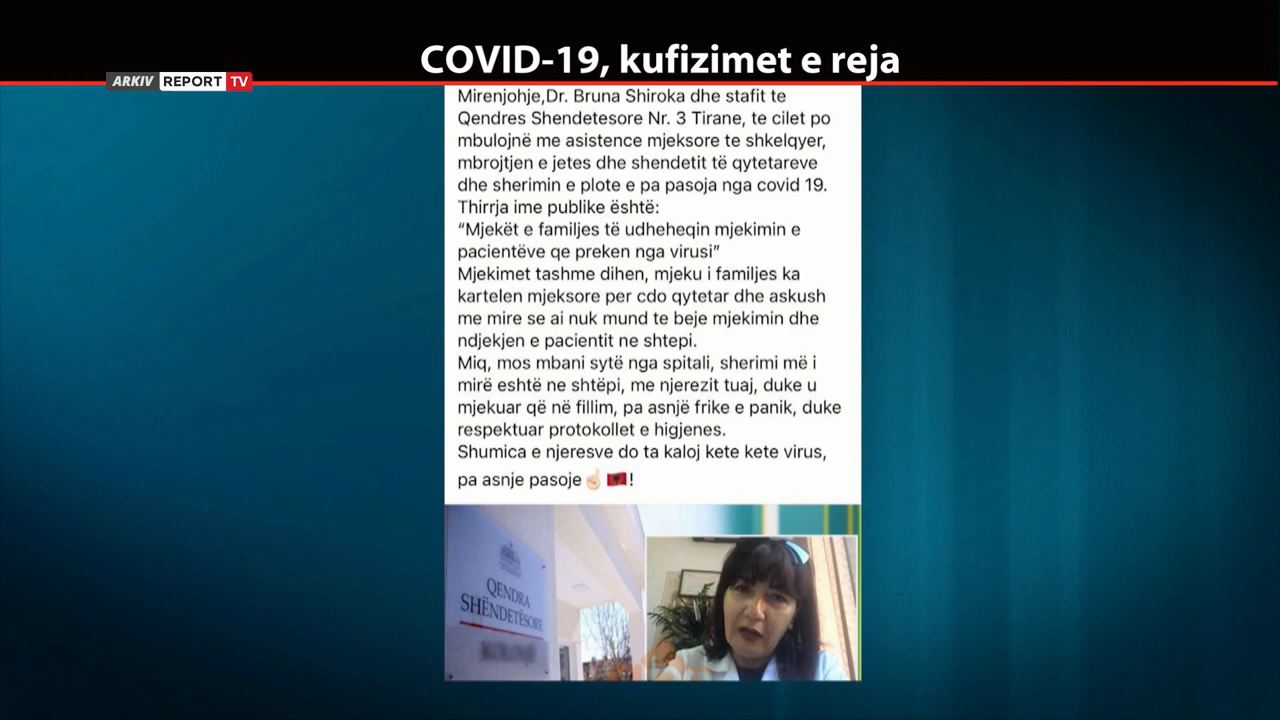 COVID-19, kufizimet e reja
ARKIV REPORT TV
Mirenjohje,Dr. Bruna Shiroka dhe stafit te
Qendres Shendetesore Nr. 3 Tirane, te cilet po
mbulojnë me asistence mjeksore te shkelqyer,
mbrojtjen e jetes dhe shendetit të qytetareve
dhe sherimin e plote e pa pasoja nga covid 19.
Thirrja ime publike është:
“Mjekët e familjes të udheheqin mjekimin e
pacientëve qe preken nga virusi”
Mjekimet tashme dihen, mjeku i familjes ka
kartelen mjeksore per cdo qytetar dhe askush
me mire se ai nuk mund te beje mjekimin dhe
ndjekjen e pacientit ne shtepi.
Miq, mos mbani sytë nga spitali, sherimi më i
mirë eshtë ne shtëpi, me njerezit tuaj, duke u
mjekuar që në fillim, pa asnjë frike e panik, duke
respektuar protokollet e higjenes.
Shumica e njeresve do ta kaloj kete kete virus,
pa asnje pasoje☝🏻🇦🇱!
QENDRA
SHËNDETËSORE